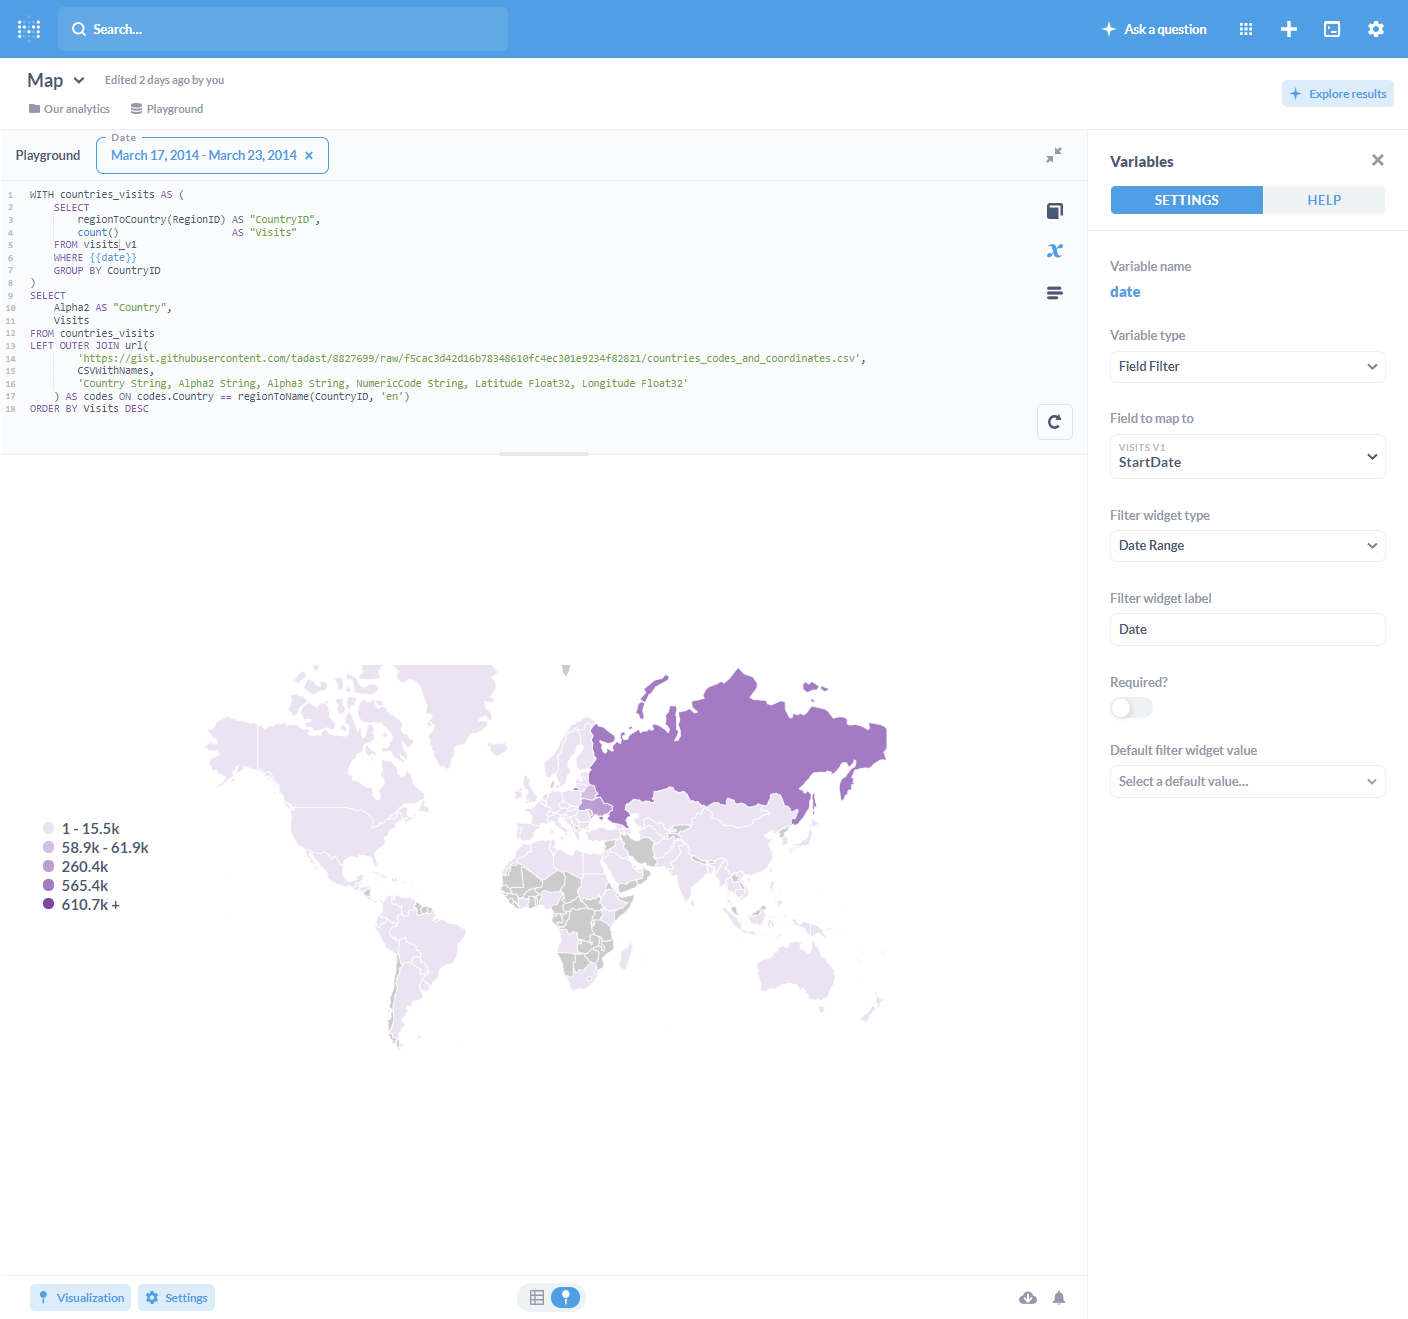 Search...
Ask a question
Map
Edited 2 days ago by you
Our analytics
Playground
Explore results
Playground
Date
March 17, 2014 - March 23, 2014 ×
1 WITH countries_visits AS (
2 SELECT
3 regionToCountry(RegionID) AS "CountryID",
4 count() AS "Visits"
5 FROM visits_v1
6 WHERE {{date}}
7 GROUP BY CountryID
8 )
9 SELECT
10 Alpha2 AS "Country",
11 Visits
12 FROM countries_visits
13 LEFT OUTER JOIN url(
14 'https://gist.githubusercontent.com/tadast/8827699/raw/f5cac3d42d16b78348610fc4ec301e9234f82821/countries_codes_and_coordinates.csv',
15 CSVWithNames,
16 'Country String, Alpha2 String, Alpha3 String, NumericCode String, Latitude Float32, Longitude Float32'
17 ) AS codes ON codes.Country == regionToName(CountryID, 'en')
18 ORDER BY Visits DESC
1 - 15.5k
58.9k - 61.9k
260.4k
565.4k
610.7k +
Visualization
Settings
Variables
SETTINGS
HELP
Variable name
date
Variable type
Field Filter
Field to map to
VISITS V1
StartDate
Filter widget type
Date Range
Filter widget label
Date
Required?
Default filter widget value
Select a default value...